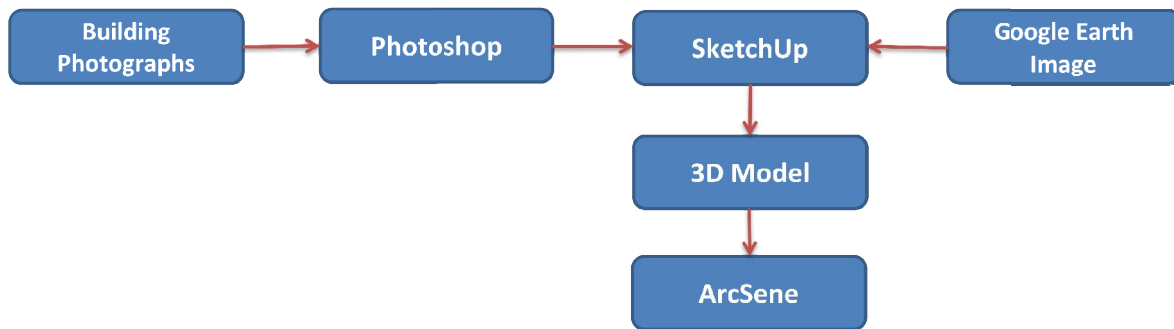 Building
Photographs
Photoshop
SketchUp
Google Earth
Image
3D Model
ArcSene